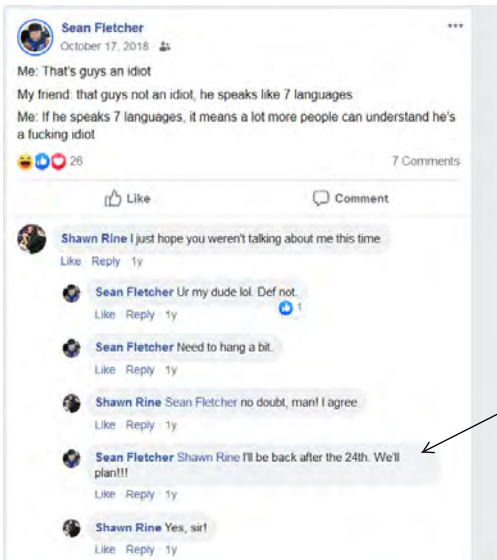 Sean Fletcher
...
October 17, 2018
Me: That's guys an idiot
My friend: that guys not an idiot, he speaks like 7 languages
Me: If he speaks 7 languages, it means a lot more people can understand he's
a fucking idiot
26
7 Comments
Like
Comment
Shawn Rine I just hope you weren't talking about me this time
Like Reply 1y
Sean Fletcher Ur my dude lol. Def not.
1
Like Reply 1y
Sean Fletcher Need to hang a bit.
Like Reply 1y
Shawn Rine Sean Fletcher no doubt, man! I agree
Like Reply 1y
Sean Fletcher Shawn Rine I'll be back after the 24th. We'll
plan!!!
Like Reply 1y
Shawn Rine Yes, sir!
Like Reply 1y